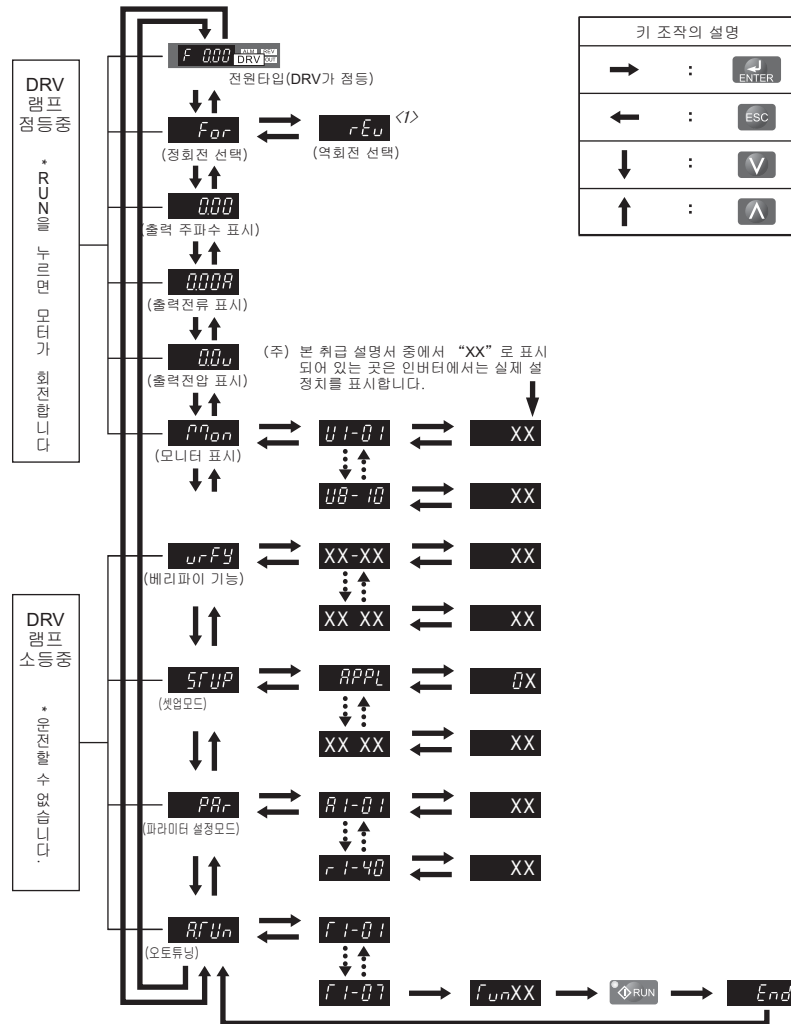 키 조작의 설명
: ENTER
: ESC
: V
: Λ
DRV
램프
점등중
* RUN을 누르면 모터가 회전합니다
F 0.00 ALM REV DRV OUT
전원타입(DRV가 점등)
For
(정회전 선택)
rEv <1>
(역회전 선택)
0.00
(출력 주파수 표시)
0.00A
(출력전류 표시)
0.0v
(출력전압 표시)
(주) 본 취급 설명서 중에서 “XX”로 표시
되어 있는 곳은 인버터에서는 실제 설
정치를 표시합니다.
Mon U1-01 XX
(모니터 표시)
U8-10 XX
DRV
램프
소등중
* 운전할 수 없습니다.
vrFY XX-XX XX
(베리파이 기능)
XX XX XX
STUP APPL 0X
(셋업모드)
XX XX XX
PAr A1-01 XX
(파라미터 설정모드)
r1-40 XX
A.TUn T1-01
(오토튜닝)
T1-07 TunXX RUN End